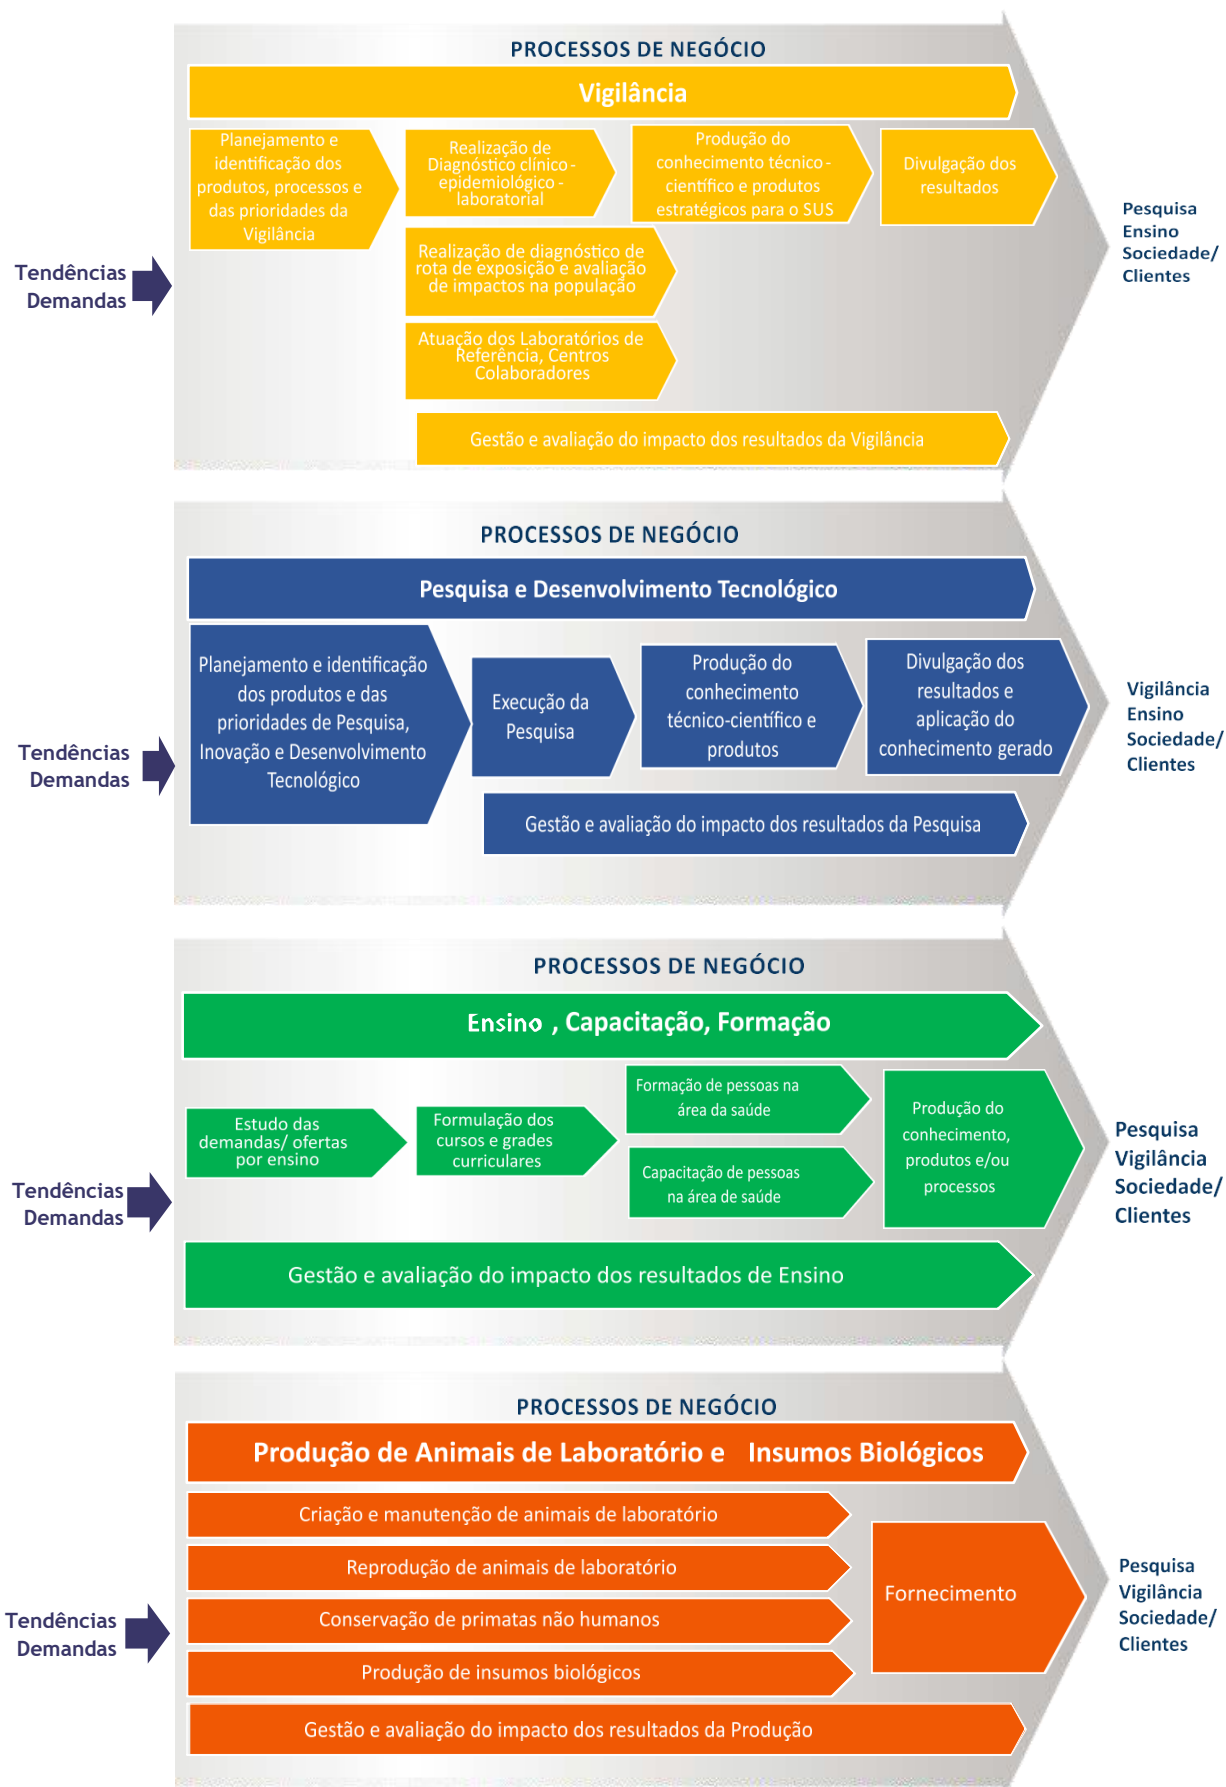 PROCESSOS DE NEGÓCIO
Vigilância
Planejamento e
identificação dos
produtos, processos e
das prioridades da
Vigilância
Realização de
Diagnóstico clínico -
epidemiológico -
laboratorial
Produção do
conhecimento técnico -
científico e produtos
estratégicos para o SUS
Divulgação dos
resultados
Realização de diagnóstico de
rota de exposição e avaliação
de impactos na população
Atuação dos Laboratórios de
Referência, Centros
Colaboradores
Gestão e avaliação do impacto dos resultados da Vigilância
Tendências
Demandas
Pesquisa
Ensino
Sociedade/
Clientes
PROCESSOS DE NEGÓCIO
Pesquisa e Desenvolvimento Tecnológico
Planejamento e identificação
dos produtos e das
prioridades de Pesquisa,
Inovação e Desenvolvimento
Tecnológico
Execução da
Pesquisa
Produção do
conhecimento
técnico-científico e
produtos
Divulgação dos
resultados e
aplicação do
conhecimento gerado
Gestão e avaliação do impacto dos resultados da Pesquisa
Tendências
Demandas
Vigilância
Ensino
Sociedade/
Clientes
PROCESSOS DE NEGÓCIO
Ensino , Capacitação, Formação
Estudo das
demandas/ ofertas
por ensino
Formulação dos
cursos e grades
curriculares
Formação de pessoas na
área da saúde
Capacitação de pessoas
na área de saúde
Produção do
conhecimento,
produtos e/ou
processos
Gestão e avaliação do impacto dos resultados de Ensino
Tendências
Demandas
Pesquisa
Vigilância
Sociedade/
Clientes
PROCESSOS DE NEGÓCIO
Produção de Animais de Laboratório e Insumos Biológicos
Criação e manutenção de animais de laboratório
Reprodução de animais de laboratório
Conservação de primatas não humanos
Produção de insumos biológicos
Fornecimento
Gestão e avaliação do impacto dos resultados da Produção
Tendências
Demandas
Pesquisa
Vigilância
Sociedade/
Clientes